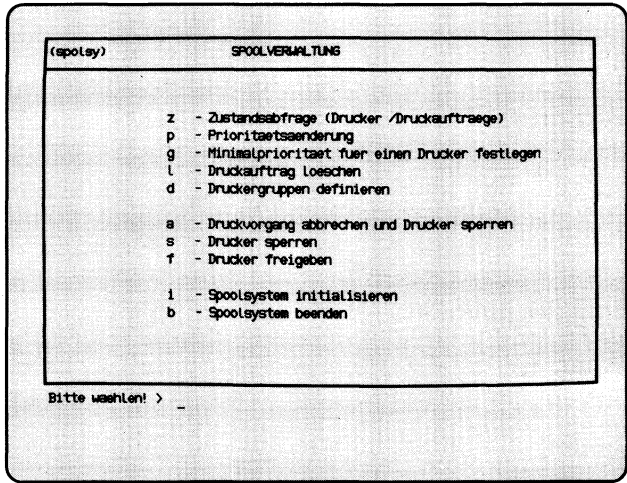 (spolsy) SPOOLVERWALTUNG
z - Zustandsabfrage (Drucker /Druckauftraege)
p - Prioritaetsaenderung
g - Minimalprioritaet fuer einen Drucker festlegen
l - Druckauftrag loeschen
d - Druckergruppen definieren
a - Druckvorgang abbrechen und Drucker sperren
s - Drucker sperren
f - Drucker freigeben
i - Spoolsystem initialisieren
b - Spoolsystem beenden
Bitte waehlen! > _